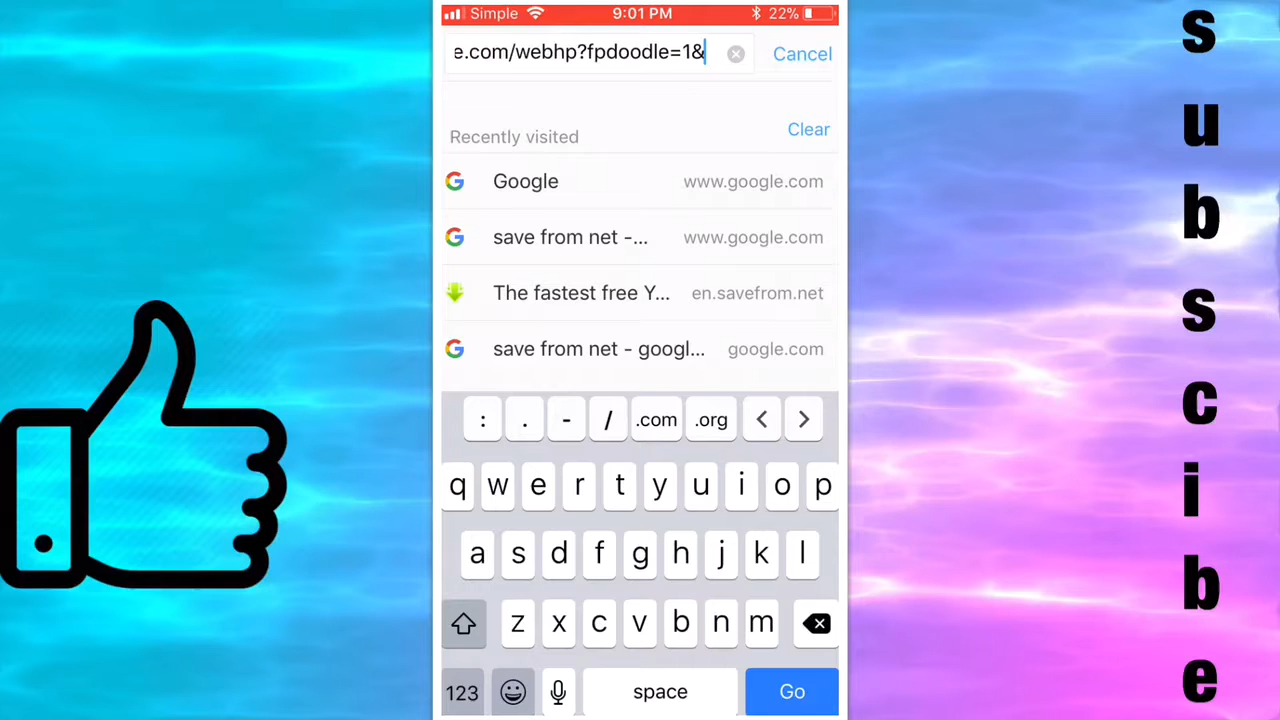 Simple 9:01 PM 22%
e.com/webhp?fpdoodle=1& Cancel
Recently visited Clear
Google www.google.com
save from net -... www.google.com
The fastest free Y... en.savefrom.net
save from net - googl... google.com
: . - / .com .org < >
q w e r t y u i o p
a s d f g h j k l
z x c v b n m
123 space Go
s
u
b
s
c
i
b
e